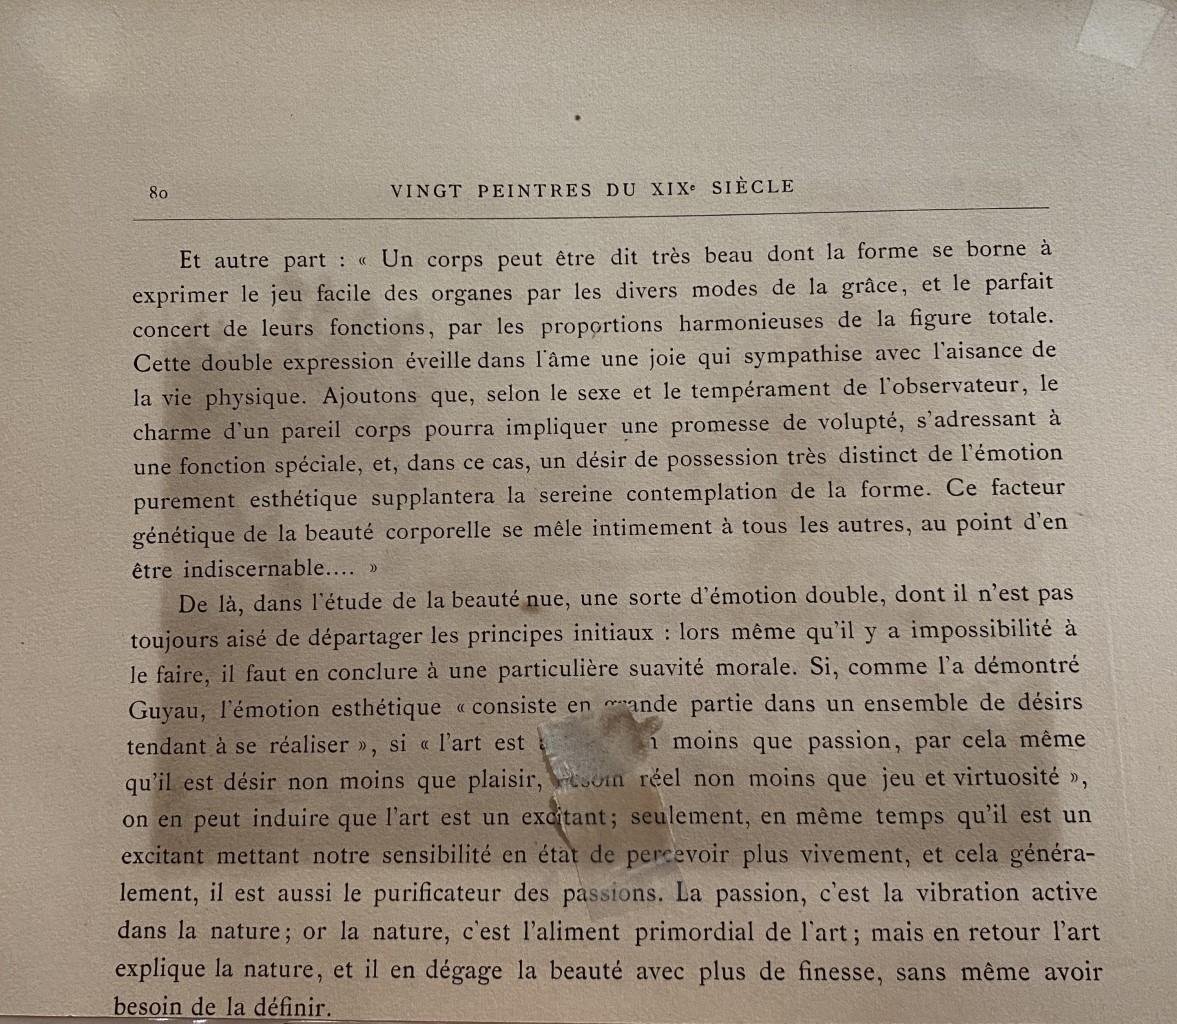 80
VINGT PEINTRES DU XIXe SIÈCLE
Et autre part : « Un corps peut être dit très beau dont la forme se borne à
exprimer le jeu facile des organes par les divers modes de la grâce, et le parfait
concert de leurs fonctions, par les proportions harmonieuses de la figure totale.
Cette double expression éveille dans l'âme une joie qui sympathise avec l'aisance de
la vie physique. Ajoutons que, selon le sexe et le tempérament de l'observateur, le
charme d'un pareil corps pourra impliquer une promesse de volupté, s'adressant à
une fonction spéciale, et, dans ce cas, un désir de possession très distinct de l'émotion
purement esthétique supplantera la sereine contemplation de la forme. Ce facteur
génétique de la beauté corporelle se mêle intimement à tous les autres, au point d'en
être indiscernable.... »
De là, dans l'étude de la beauté nue, une sorte d'émotion double, dont il n'est pas
toujours aisé de départager les principes initiaux : lors même qu'il y a impossibilité à
le faire, il faut en conclure à une particulière suavité morale. Si, comme l'a démontré
Guyau, l'émotion esthétique « consiste en grande partie dans un ensemble de désirs
tendant à se réaliser », si « l'art est moins que passion, par cela même
qu'il est désir non moins que plaisir, besoin réel non moins que jeu et virtuosité »,
on en peut induire que l'art est un excitant ; seulement, en même temps qu'il est un
excitant mettant notre sensibilité en état de percevoir plus vivement, et cela généra-
lement, il est aussi le purificateur des passions. La passion, c'est la vibration active
dans la nature ; or la nature, c'est l'aliment primordial de l'art ; mais en retour l'art
explique la nature, et il en dégage la beauté avec plus de finesse, sans même avoir
besoin de la définir.